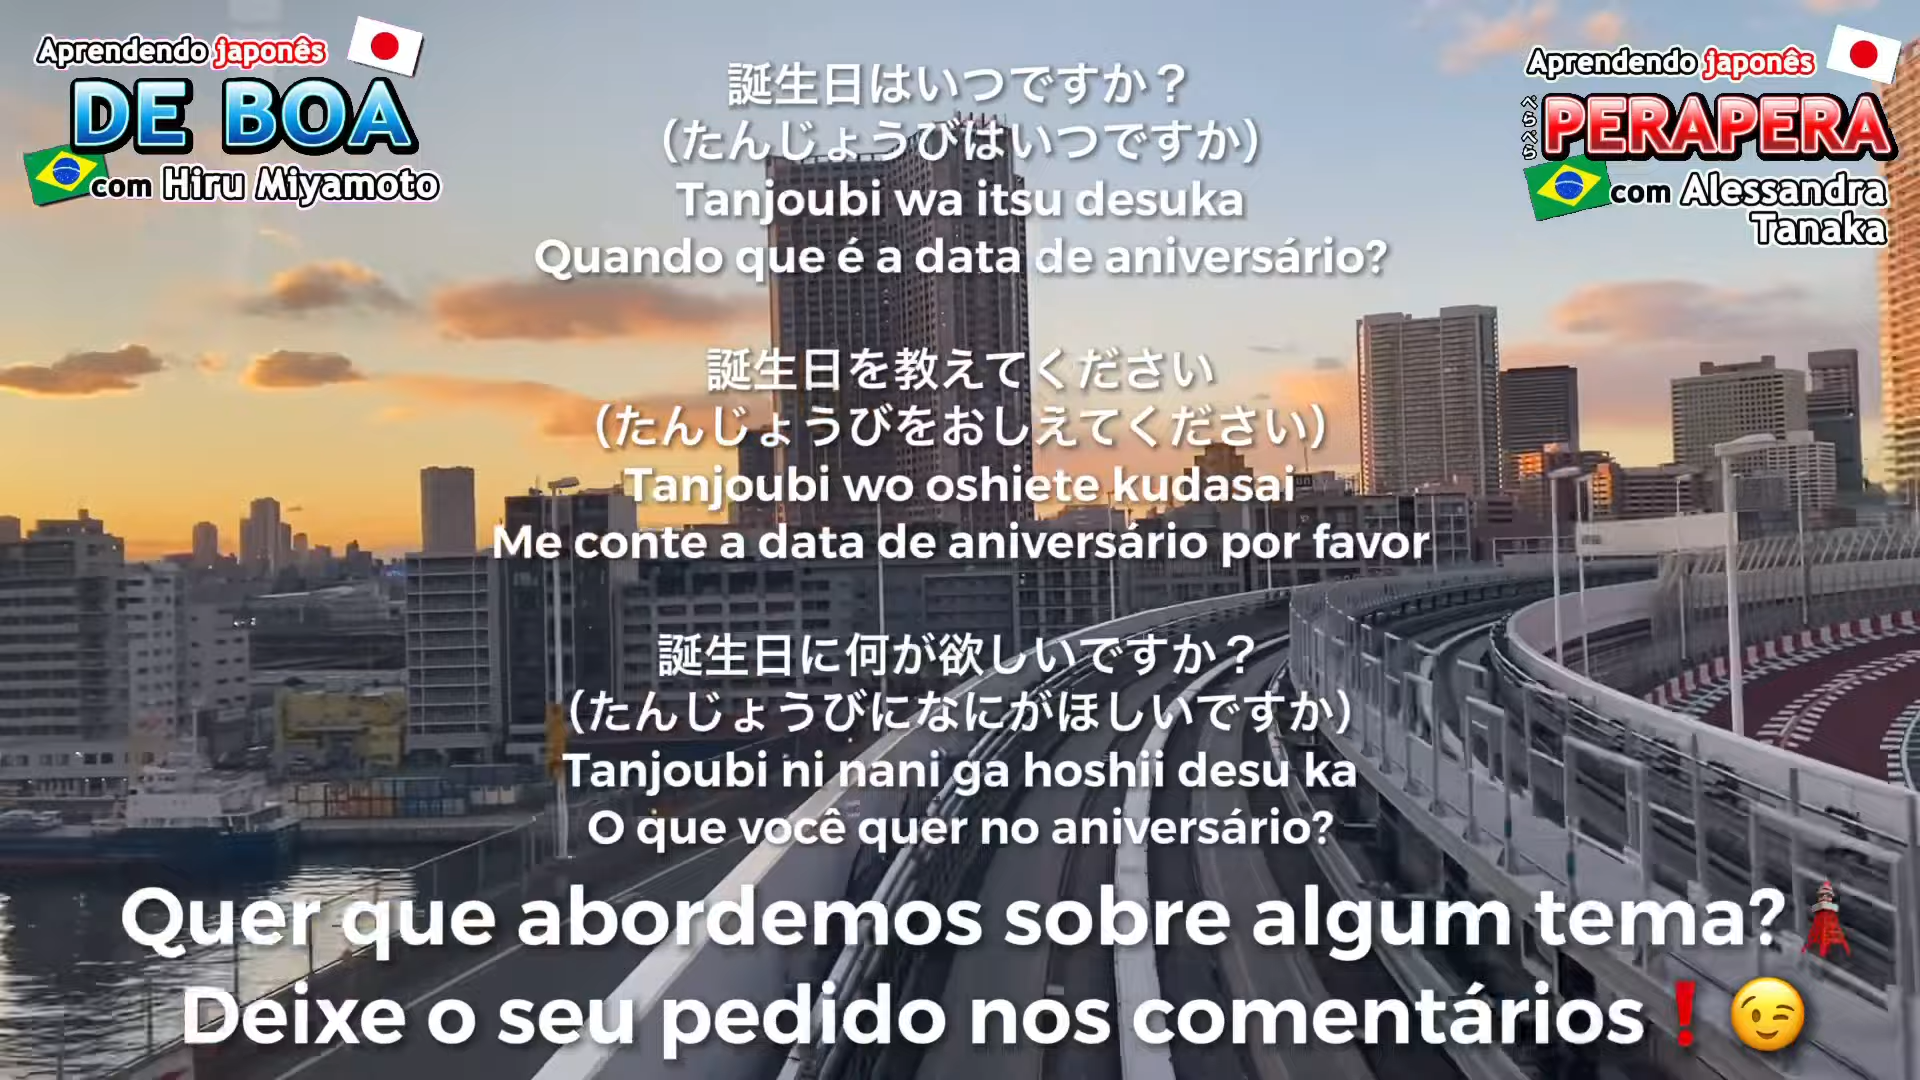 Aprendendo japonês
DE BOA
com Hiru Miyamoto
Aprendendo japonês
ぺらぺら
PERAPERA
com Alessandra
Tanaka
誕生日はいつですか？
（たんじょうびはいつですか）
Tanjoubi wa itsu desuka
Quando que é a data de aniversário?
誕生日を教えてください
（たんじょうびをおしえてください）
Tanjoubi wo oshiete kudasai
Me conte a data de aniversário por favor
誕生日に何が欲しいですか？
（たんじょうびになにがほしいですか）
Tanjoubi ni nani ga hoshii desu ka
O que você quer no aniversário?
Quer que abordemos sobre algum tema?🗼
Deixe o seu pedido nos comentários❗😉